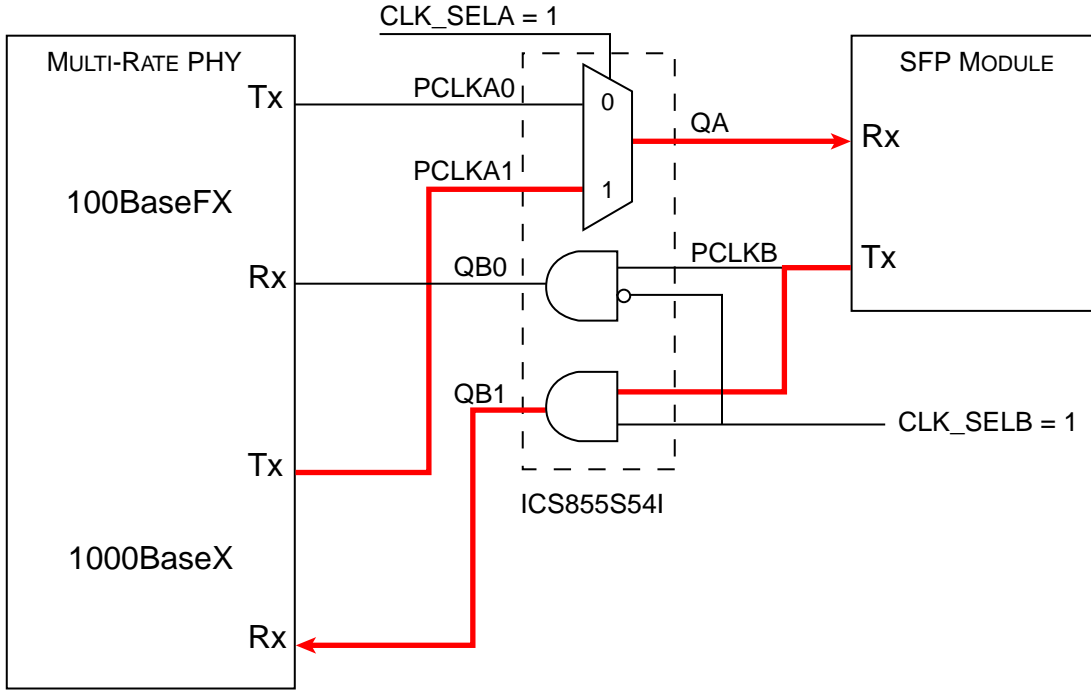 CLK_SELA = 1
MULTI-RATE PHY
SFP MODULE
Tx
PCLKA0
0
QA
Rx
PCLKA1
1
100BaseFX
PCLKB
Tx
QB0
Rx
QB1
CLK_SELB = 1
Tx
ICS855S54I
1000BaseX
Rx